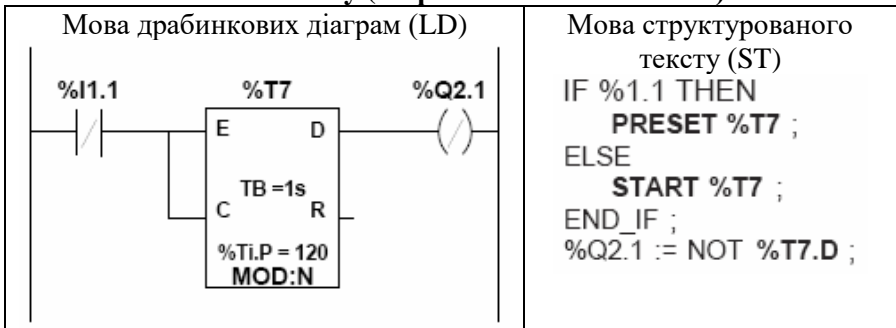 Мова драбинкових діаграм (LD)
%I1.1
%T7
%Q2.1
E
D
TB =1s
C
R
%Ti.P = 120
MOD:N
Мова структурованого
тексту (ST)
IF %1.1 THEN
PRESET %T7 ;
ELSE
START %T7 ;
END_IF ;
%Q2.1 := NOT %T7.D ;